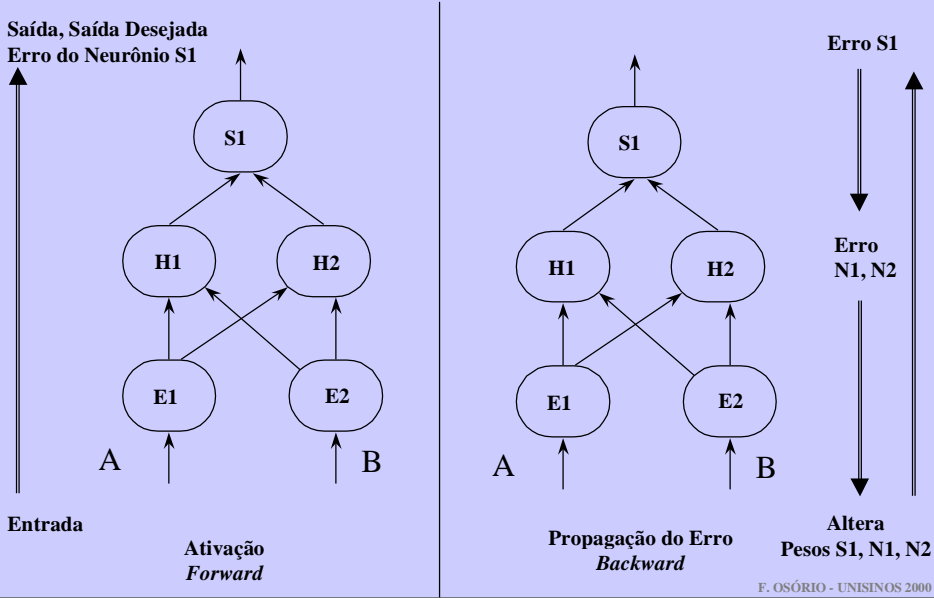 Saída, Saída Desejada
Erro do Neurônio S1
S1
H1
H2
E1
E2
A
B
Entrada
Ativação
Forward
Erro S1
S1
H1
H2
Erro
N1, N2
E1
E2
A
B
Propagação do Erro
Backward
Altera
Pesos S1, N1, N2
F. OSÓRIO - UNISINOS 2000